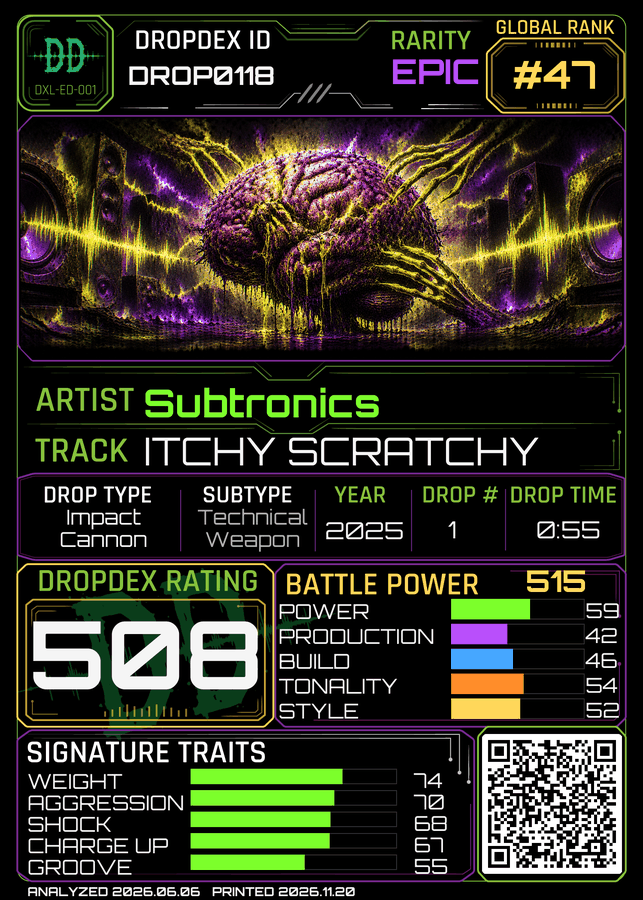 DD
DXL-ED-001
DROPDEX ID
DROP0118
RARITY
EPIC
GLOBAL RANK
#47
ARTIST Subtronics
TRACK ITCHY SCRATCHY
DROP TYPE
Impact
Cannon
SUBTYPE
Technical
Weapon
YEAR
2025
DROP #
1
DROP TIME
0:55
DROPDEX RATING
508
BATTLE POWER 515
POWER 59
PRODUCTION 42
BUILD 46
TONALITY 54
STYLE 52
SIGNATURE TRAITS
WEIGHT 74
AGGRESSION 70
SHOCK 68
CHARGE UP 67
GROOVE 55
ANALYZED 2026.06.06 PRINTED 2026.11.20